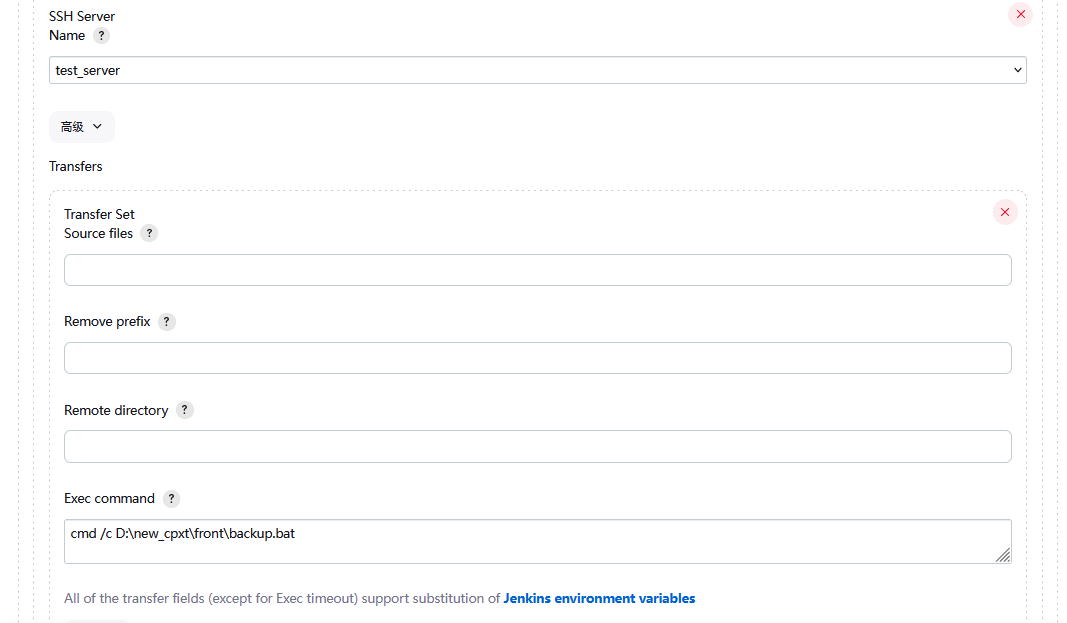 SSH Server
Name ?
test_server
高级
Transfers
Transfer Set
Source files ?
Remove prefix ?
Remote directory ?
Exec command ?
cmd /c D:\new_cpxt\front\backup.bat
All of the transfer fields (except for Exec timeout) support substitution of Jenkins environment variables